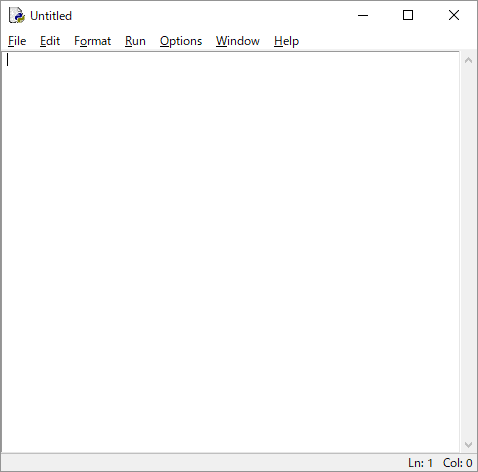 Untitled
File Edit Format Run Options Window Help
Ln: 1 Col: 0